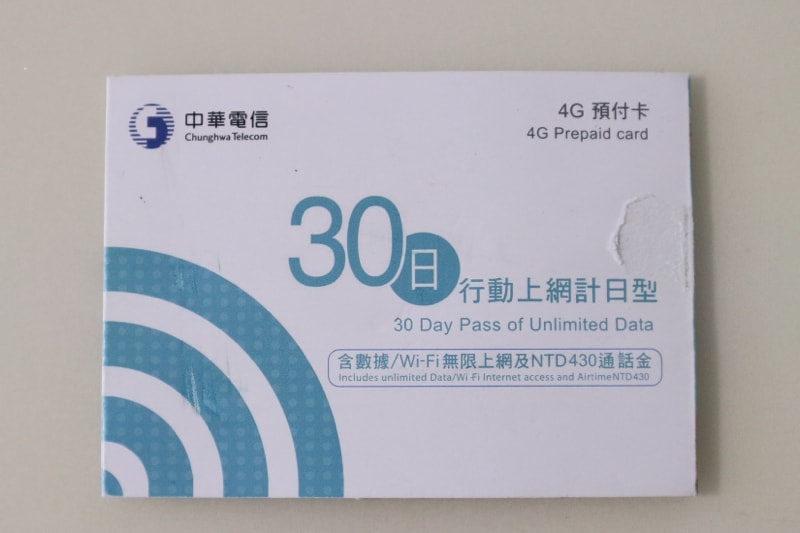 中華電信
Chunghwa Telecom
4G 預付卡
4G Prepaid card
30日 行動上網計日型
30 Day Pass of Unlimited Data
含數據/Wi-Fi無限上網及NTD430通話金
Includes unlimited Data/Wi-Fi Internet access and AirtimeNTD430